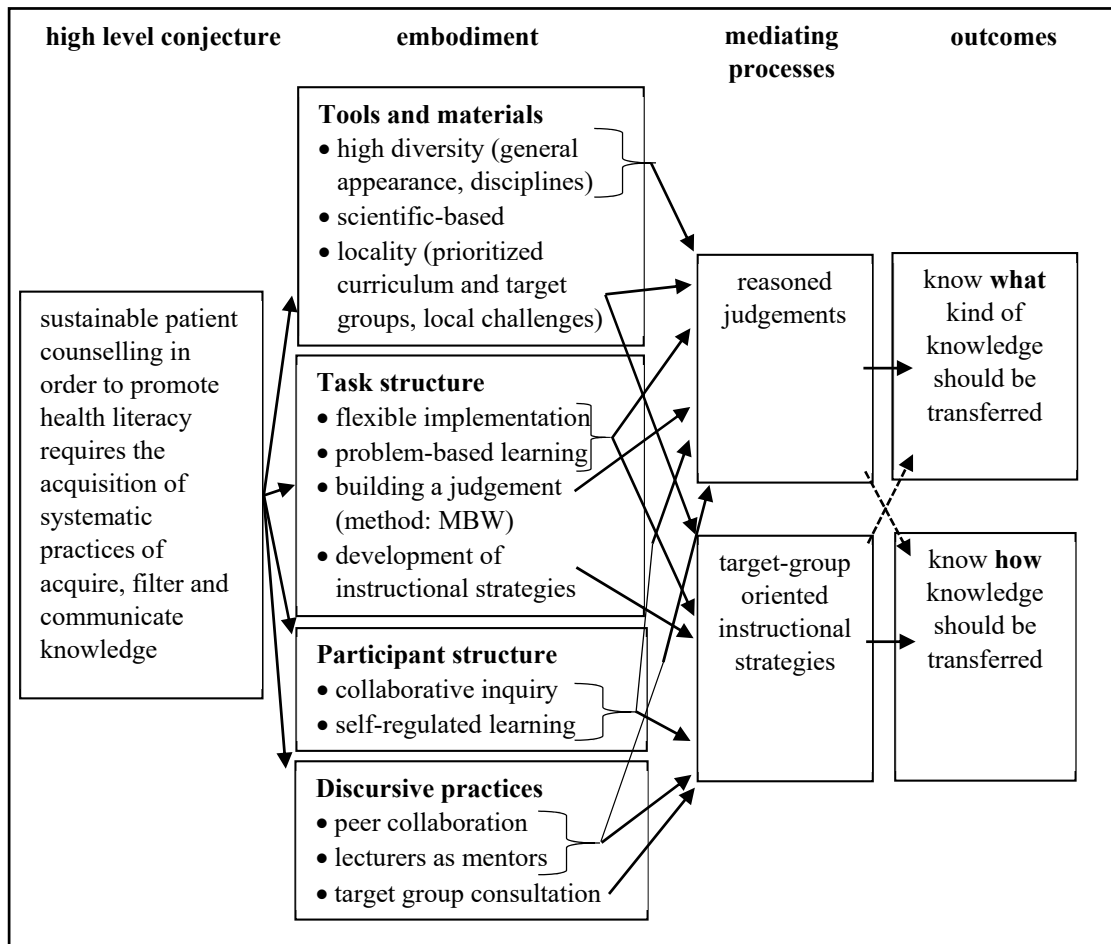 high level conjecture
embodiment
mediating
processes
outcomes
sustainable patient
counselling in
order to promote
health literacy
requires the
acquisition of
systematic
practices of
acquire, filter and
communicate
knowledge
Tools and materials
• high diversity (general
appearance, disciplines)
• scientific-based
• locality (prioritized
curriculum and target
groups, local challenges)
Task structure
• flexible implementation
• problem-based learning
• building a judgement
(method: MBW)
• development of
instructional strategies
Participant structure
• collaborative inquiry
• self-regulated learning
Discursive practices
• peer collaboration
• lecturers as mentors
• target group consultation
reasoned
judgements
target-group
oriented
instructional
strategies
know what
kind of
knowledge
should be
transferred
know how
knowledge
should be
transferred